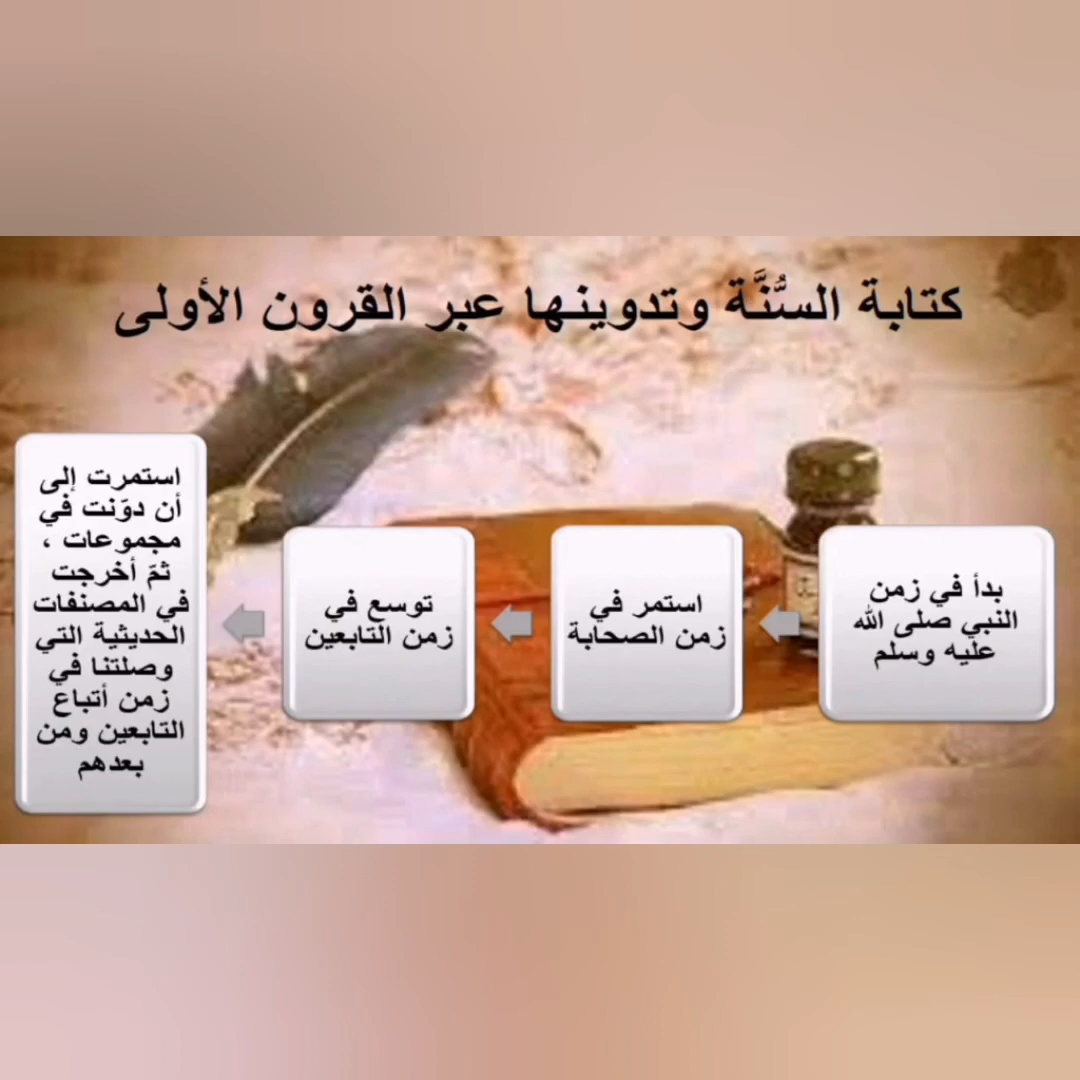 كتابة السُّنَّة وتدوينها عبر القرون الأولى
بدأ في زمن
النبي صلى الله
عليه وسلم
استمر في
زمن الصحابة
توسع في
زمن التابعين
استمرت إلى
أن دوّنت في
مجموعات ،
ثمّ أخرجت
في المصنفات
الحديثية التي
وصلتنا في
زمن أتباع
التابعين ومن
بعدهم